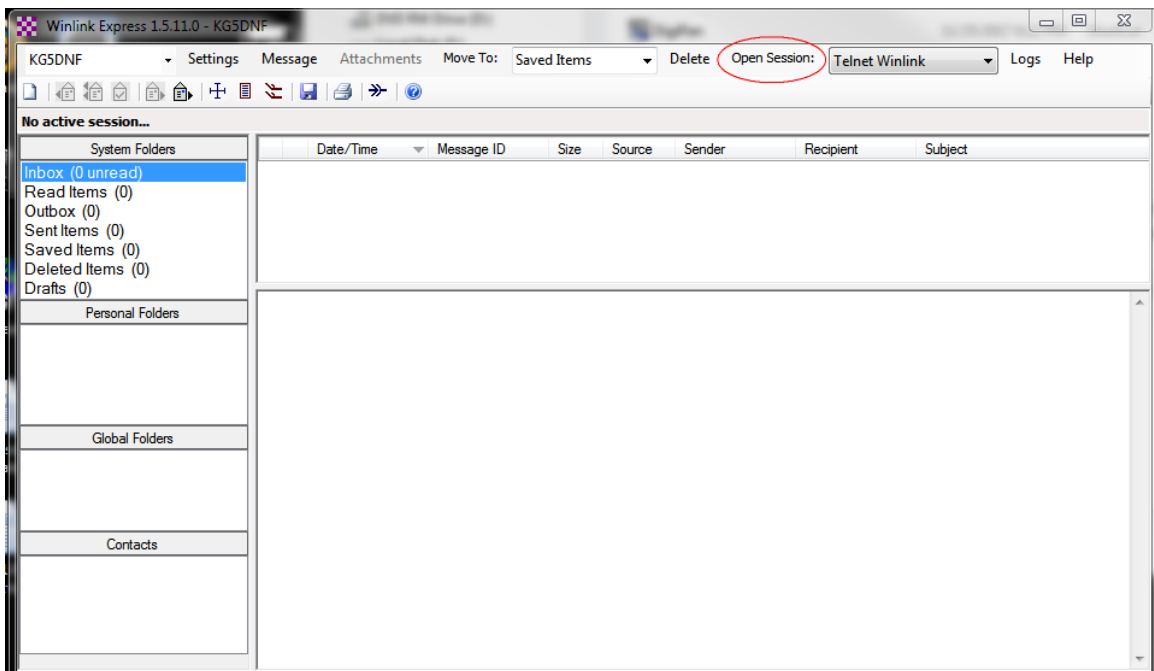 Winlink Express 1.5.11.0 - KG5DNF
KG5DNF Settings Message Attachments Move To: Saved Items Delete Open Session: Telnet Winlink Logs Help
No active session...
System Folders Date/Time Message ID Size Source Sender Recipient Subject
Inbox (0 unread)
Read Items (0)
Outbox (0)
Sent Items (0)
Saved Items (0)
Deleted Items (0)
Drafts (0)
Personal Folders
Global Folders
Contacts